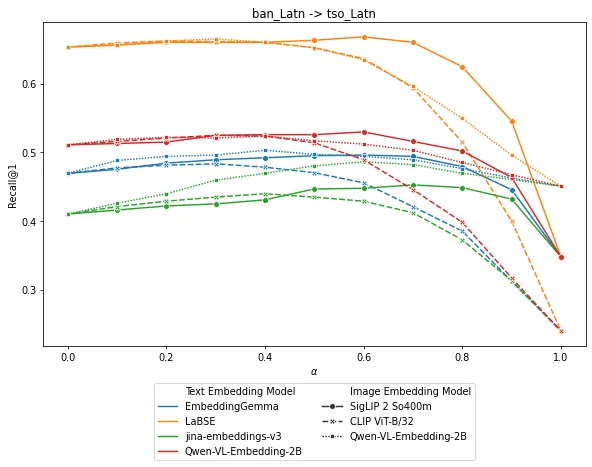 ban_Latn -> tso_Latn
Recall@1
0.6
0.5
0.4
0.3
0.0 0.2 0.4 0.6 0.8 1.0
α
Text Embedding Model Image Embedding Model
EmbeddingGemma SigLIP 2 So400m
LaBSE CLIP ViT-B/32
jina-embeddings-v3 Qwen-VL-Embedding-2B
Qwen-VL-Embedding-2B